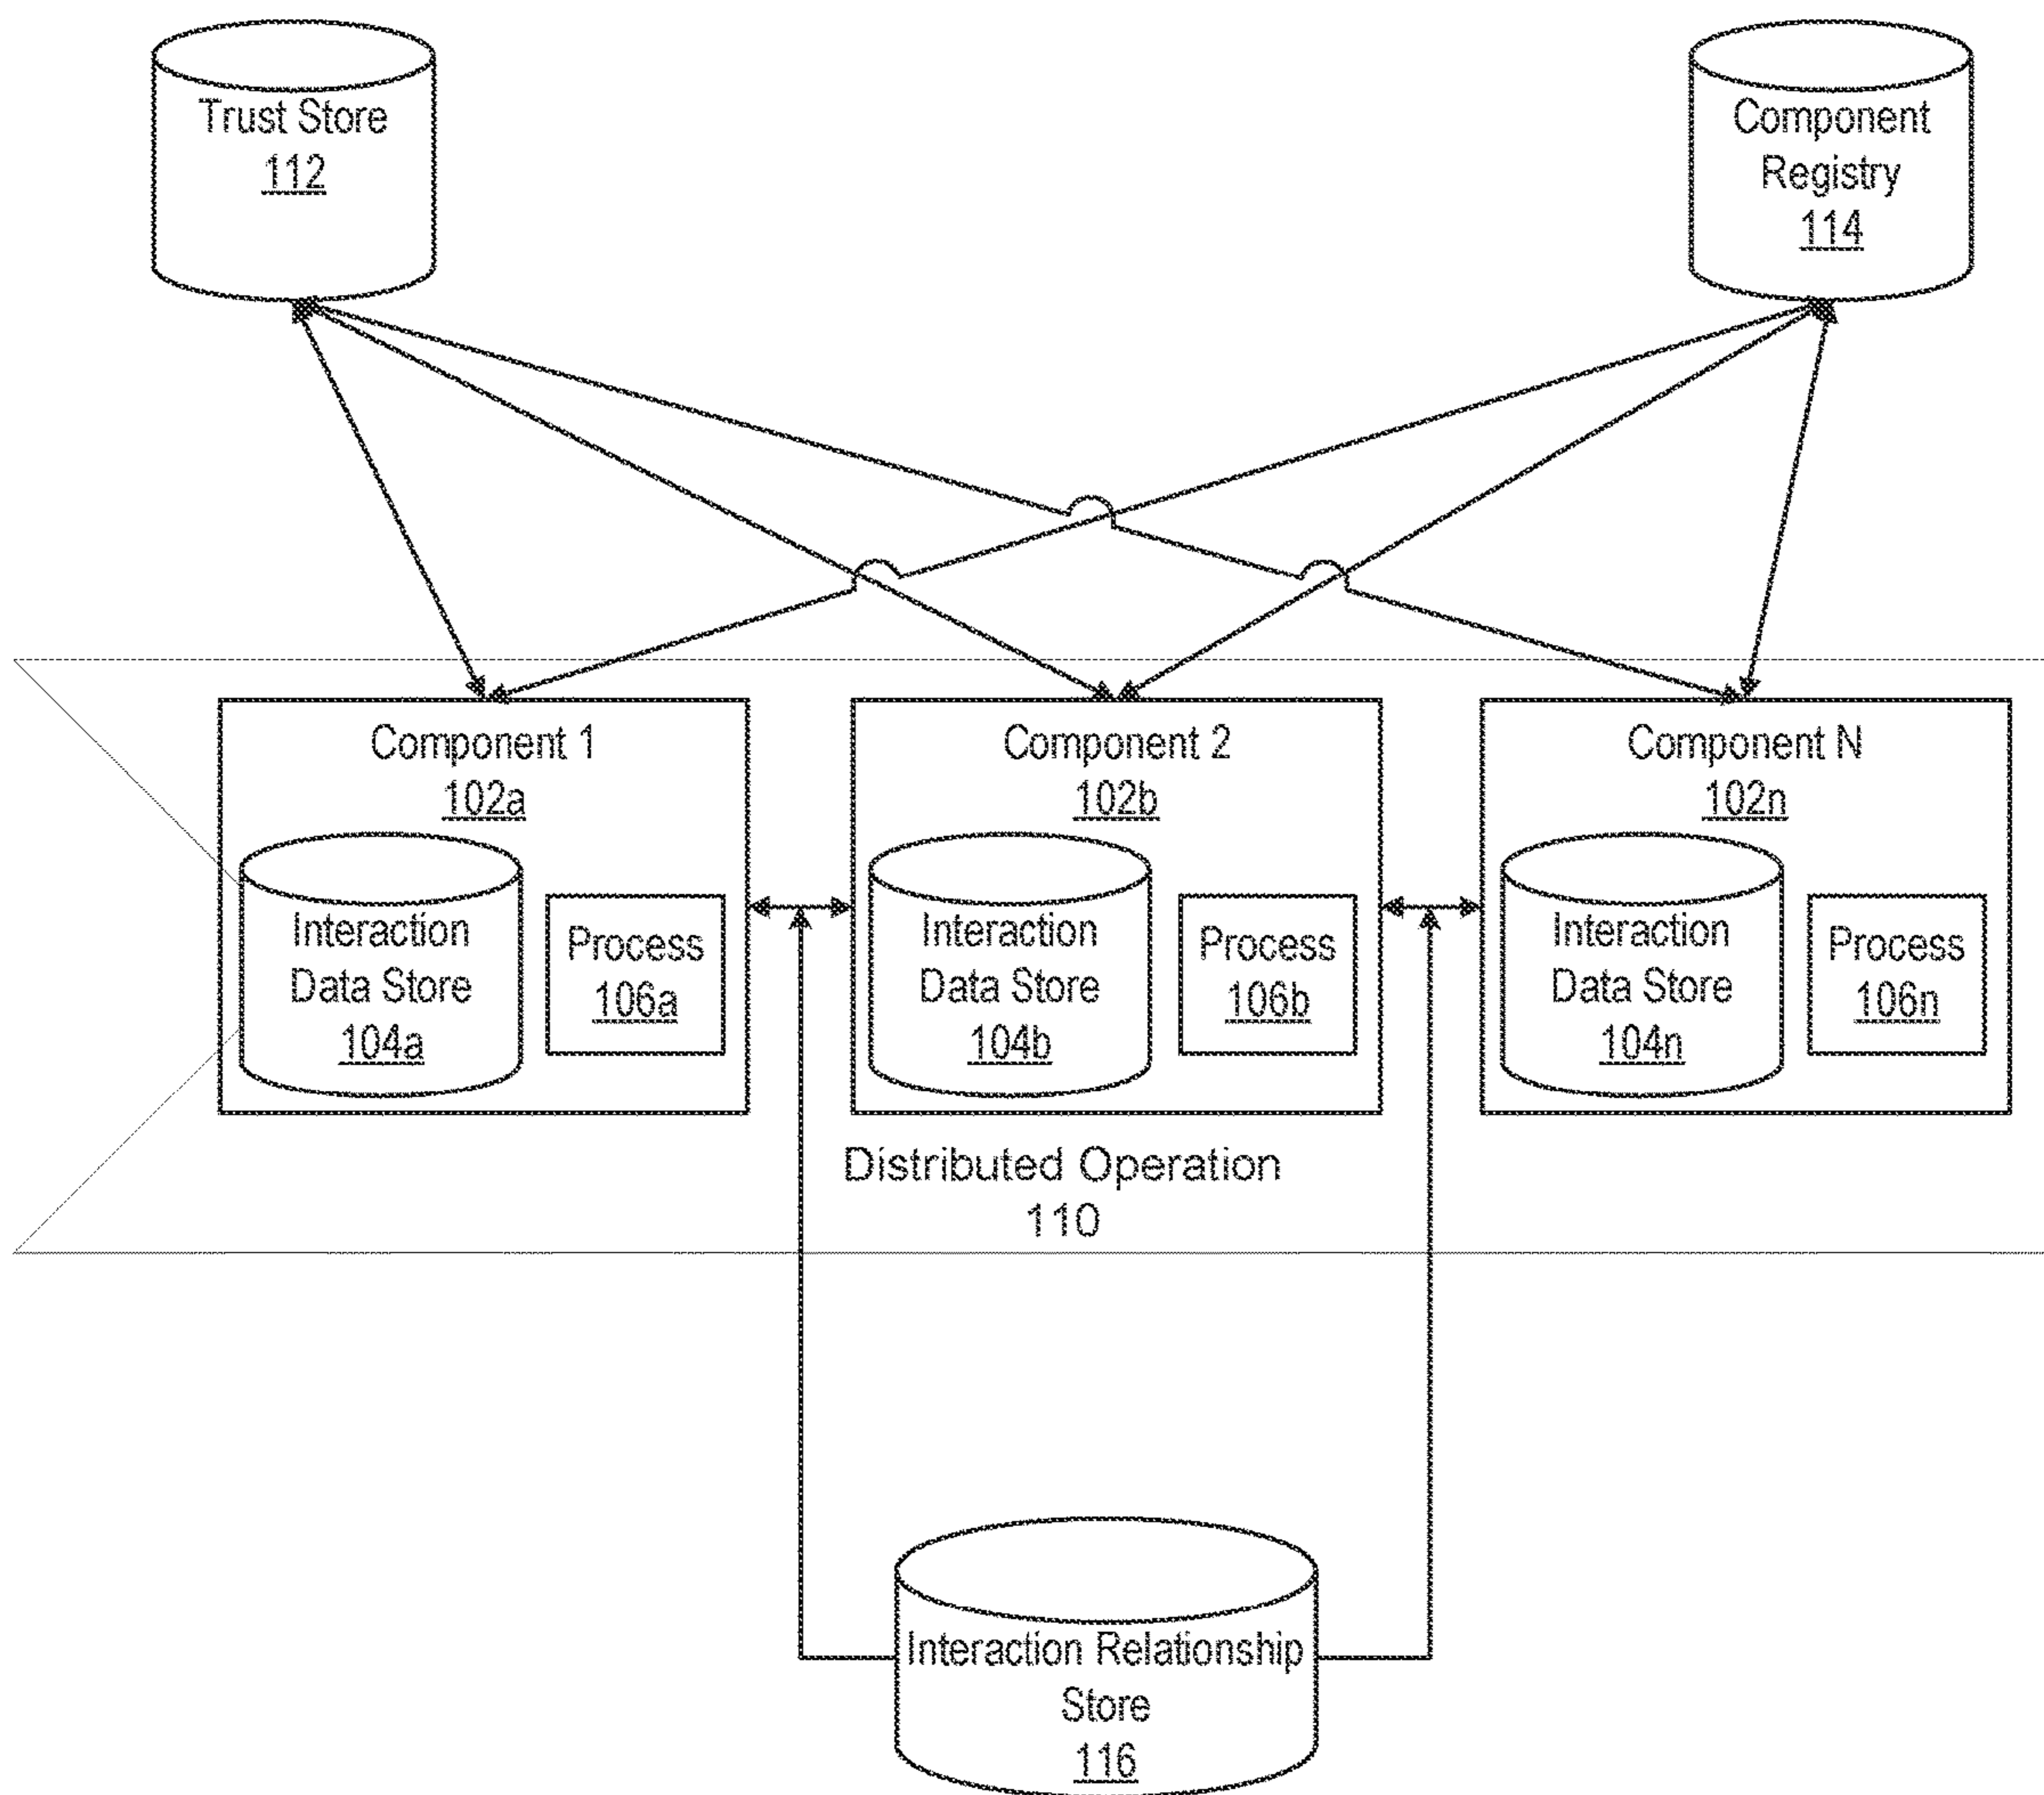 Trust Store
112
Component
Registry
114
Component 1
102a
Interaction
Data Store
104a
Process
106a
Component 2
102b
Interaction
Data Store
104b
Process
106b
Component N
102n
Interaction
Data Store
104n
Process
106n
Distributed Operation
110
Interaction Relationship
Store
116